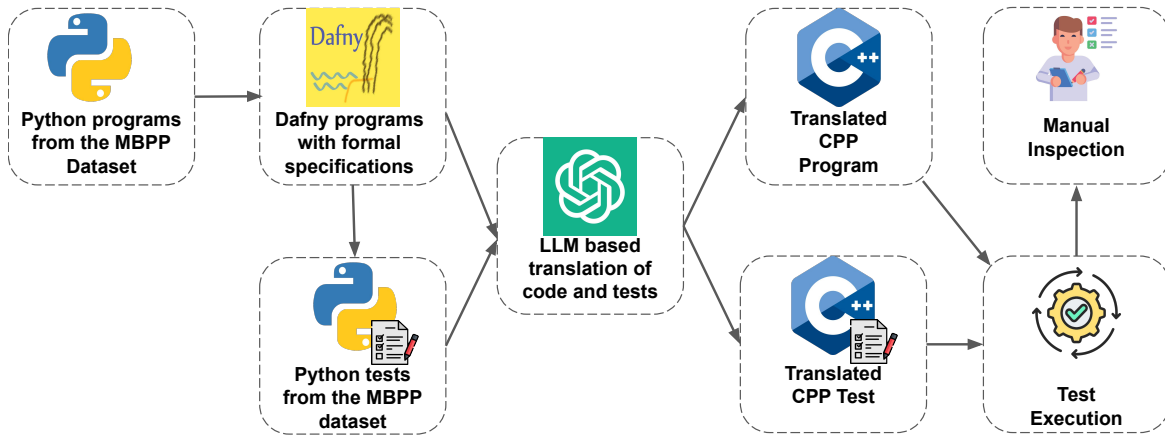 Python programs
from the MBPP
Dataset
Dafny
Dafny programs
with formal
specifications
Python tests
from the MBPP
dataset
LLM based
translation of
code and tests
C++
Translated
CPP
Program
C++
Translated
CPP Test
Manual
Inspection
Test
Execution